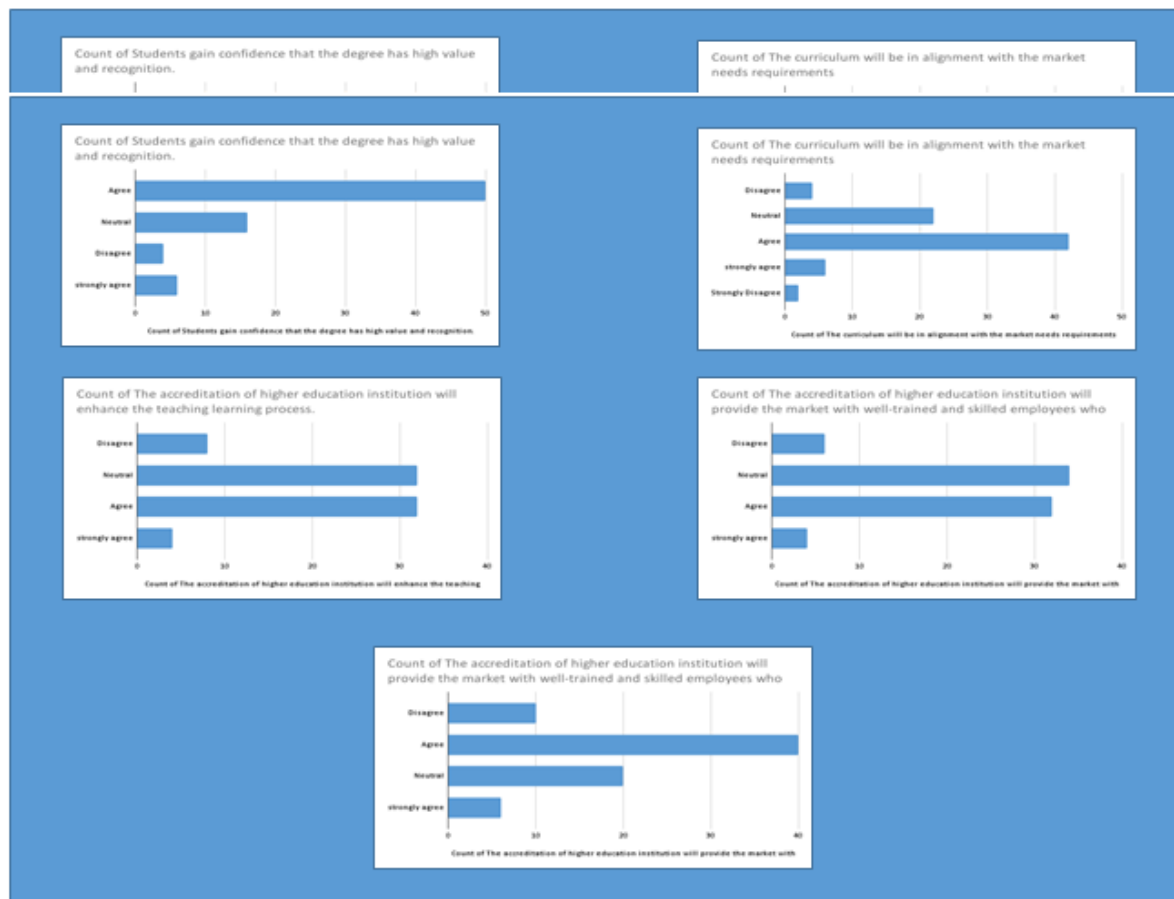 Count of Students gain confidence that the degree has high value
and recognition.
Count of The curriculum will be in alignment with the market
needs requirements
Count of Students gain confidence that the degree has high value
and recognition.
Agree
Neutral
Disagree
strongly agree
0 10 20 30 40 50
Count of Students gain confidence that the degree has high value and recognition.
Count of The curriculum will be in alignment with the market
needs requirements
Disagree
Neutral
Agree
strongly agree
Strongly Disagree
0 10 20 30 40 50
Count of The curriculum will be in alignment with the market needs requirements
Count of The accreditation of higher education institution will
enhance the teaching learning process.
Disagree
Neutral
Agree
strongly agree
0 10 20 30 40
Count of The accreditation of higher education institution will enhance the teaching
Count of The accreditation of higher education institution will
provide the market with well-trained and skilled employees who
Disagree
Neutral
Agree
strongly agree
0 10 20 30 40
Count of The accreditation of higher education institution will provide the market with
Count of The accreditation of higher education institution will
provide the market with well-trained and skilled employees who
Disagree
Agree
Neutral
strongly agree
0 10 20 30 40
Count of The accreditation of higher education institution will provide the market with